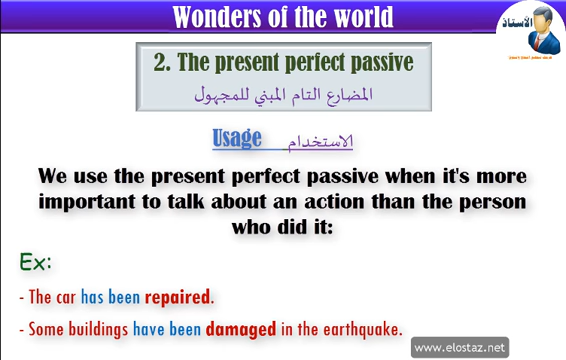 Wonders of the world
الأستاذ
2. The present perfect passive
المضارع التام المبني للمجهول
Usage الاستخدام
We use the present perfect passive when it's more
important to talk about an action than the person
who did it:
Ex:
- The car has been repaired.
- Some buildings have been damaged in the earthquake.
www.elostaz.net